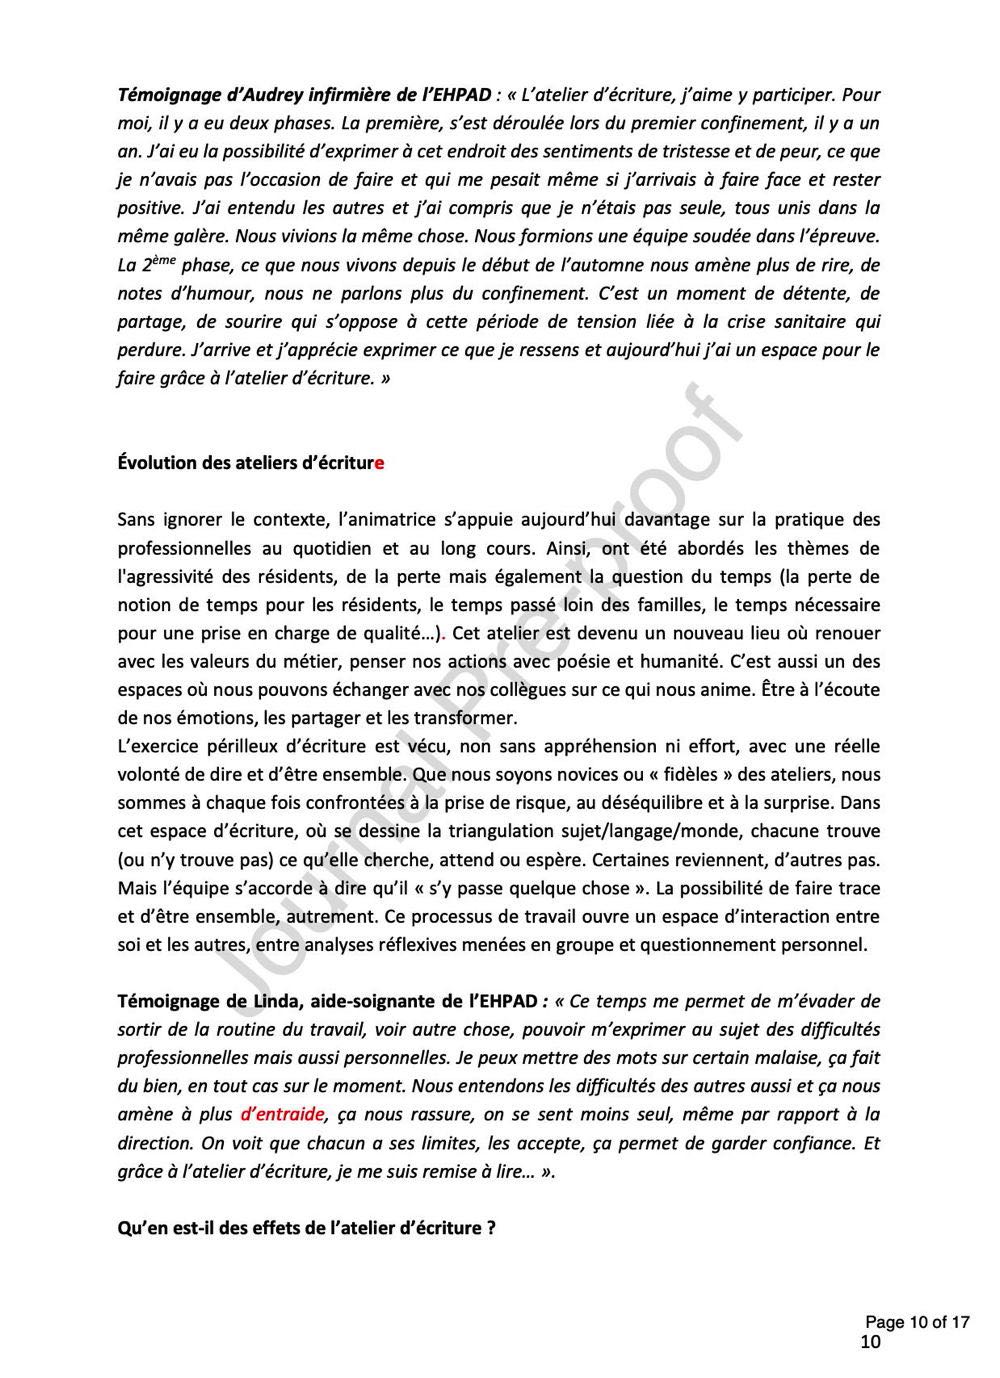 Témoignage d’Audrey infirmière de l’EHPAD : « L’atelier d’écriture, j’aime y participer. Pour
moi, il y a eu deux phases. La première, s’est déroulée lors du premier confinement, il y a un
an. J’ai eu la possibilité d’exprimer à cet endroit des sentiments de tristesse et de peur, ce que
je n’avais pas l’occasion de faire et qui me pesait même si j’arrivais à faire face et rester
positive. J’ai entendu les autres et j’ai compris que je n’étais pas seule, tous unis dans la
même galère. Nous vivions la même chose. Nous formions une équipe soudée dans l’épreuve.
La 2ème phase, ce que nous vivons depuis le début de l’automne nous amène plus de rire, de
notes d’humour, nous ne parlons plus du confinement. C’est un moment de détente, de
partage, de sourire qui s’oppose à cette période de tension liée à la crise sanitaire qui
perdure. J’arrive et j’apprécie exprimer ce que je ressens et aujourd’hui j’ai un espace pour le
faire grâce à l’atelier d’écriture. »
Évolution des ateliers d’écriture
Sans ignorer le contexte, l’animatrice s’appuie aujourd’hui davantage sur la pratique des
professionnelles au quotidien et au long cours. Ainsi, ont été abordés les thèmes de
l'agressivité des résidents, de la perte mais également la question du temps (la perte de
notion de temps pour les résidents, le temps passé loin des familles, le temps nécessaire
pour une prise en charge de qualité…). Cet atelier est devenu un nouveau lieu où renouer
avec les valeurs du métier, penser nos actions avec poésie et humanité. C’est aussi un des
espaces où nous pouvons échanger avec nos collègues sur ce qui nous anime. Être à l’écoute
de nos émotions, les partager et les transformer.
L’exercice périlleux d’écriture est vécu, non sans appréhension ni effort, avec une réelle
volonté de dire et d’être ensemble. Que nous soyons novices ou « fidèles » des ateliers, nous
sommes à chaque fois confrontées à la prise de risque, au déséquilibre et à la surprise. Dans
cet espace d’écriture, où se dessine la triangulation sujet/langage/monde, chacune trouve
(ou n’y trouve pas) ce qu’elle cherche, attend ou espère. Certaines reviennent, d’autres pas.
Mais l’équipe s’accorde à dire qu’il « s’y passe quelque chose ». La possibilité de faire trace
et d’être ensemble, autrement. Ce processus de travail ouvre un espace d’interaction entre
soi et les autres, entre analyses réflexives menées en groupe et questionnement personnel.
Témoignage de Linda, aide-soignante de l’EHPAD : « Ce temps me permet de m’évader de
sortir de la routine du travail, voir autre chose, pouvoir m’exprimer au sujet des difficultés
professionnelles mais aussi personnelles. Je peux mettre des mots sur certain malaise, ça fait
du bien, en tout cas sur le moment. Nous entendons les difficultés des autres aussi et ça nous
amène à plus d’entraide, ça nous rassure, on se sent moins seul, même par rapport à la
direction. On voit que chacun a ses limites, les accepte, ça permet de garder confiance. Et
grâce à l’atelier d’écriture, je me suis remise à lire… ».
Qu’en est-il des effets de l’atelier d’écriture ?
Journal Pre-proof
Page 10 of 17
10